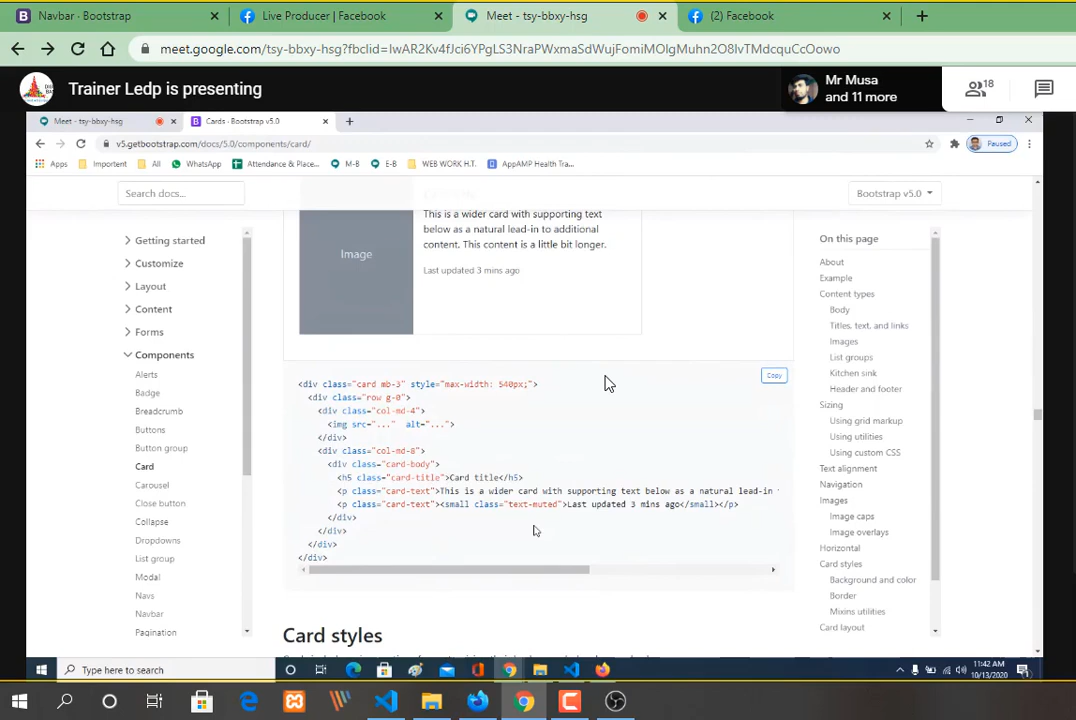 Navbar · Bootstrap
Live Producer | Facebook
Meet - tsy-bbxy-hsg
(2) Facebook
meet.google.com/tsy-bbxy-hsg?fbclid=IwAR2Kv4fJci6YPgLS3NraPWxmaSdWujFomiMOlgMuhn2O8IvTMdcquCcOowo
Trainer Ledp is presenting
Mr Musa
and 11 more
18
Meet - tsy-bbxy-hsg
Cards · Bootstrap v5.0
v5.getbootstrap.com/docs/5.0/components/card/
Paused
Apps
Importent
All
WhatsApp
Attendance & Place...
M-B
E-B
WEB WORK H.T.
AppAMP Health Tra...
Search docs...
Bootstrap v5.0
Getting started
Customize
Layout
Content
Forms
Components
Alerts
Badge
Breadcrumb
Buttons
Button group
Card
Carousel
Close button
Collapse
Dropdowns
List group
Modal
Navs
Navbar
Pagination
Image
This is a wider card with supporting text
below as a natural lead-in to additional
content. This content is a little bit longer.
Last updated 3 mins ago
Copy
<div class="card mb-3" style="max-width: 540px;">
<div class="row g-0">
<div class="col-md-4">
<img src="..." alt="...">
</div>
<div class="col-md-8">
<div class="card-body">
<h5 class="card-title">Card title</h5>
<p class="card-text">This is a wider card with supporting text below as a natural lead-in
<p class="card-text"><small class="text-muted">Last updated 3 mins ago</small></p>
</div>
</div>
</div>
</div>
Card styles
On this page
About
Example
Content types
Body
Titles, text, and links
Images
List groups
Kitchen sink
Header and footer
Sizing
Using grid markup
Using utilities
Using custom CSS
Text alignment
Navigation
Images
Image caps
Image overlays
Horizontal
Card styles
Background and color
Border
Mixins utilities
Card layout
Type here to search
11:42 AM
10/13/2020